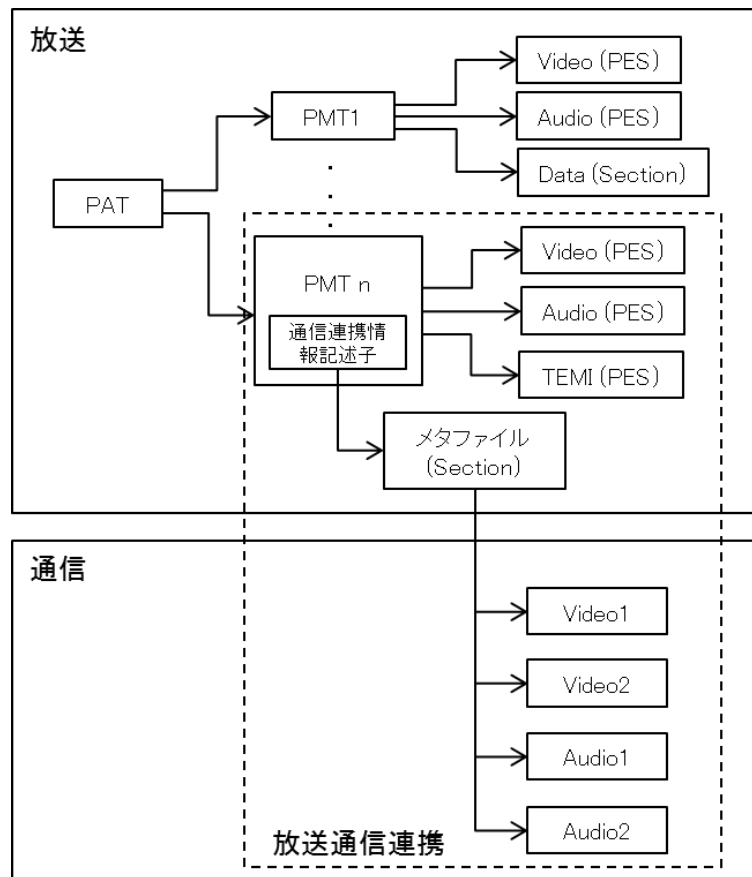 放送
Video (PES)
PMT1
Audio (PES)
Data (Section)
PAT
Video (PES)
PMT n
Audio (PES)
通信連携情
報記述子
TEMI (PES)
メタファイル
(Section)
通信
Video1
Video2
Audio1
Audio2
放送通信連携